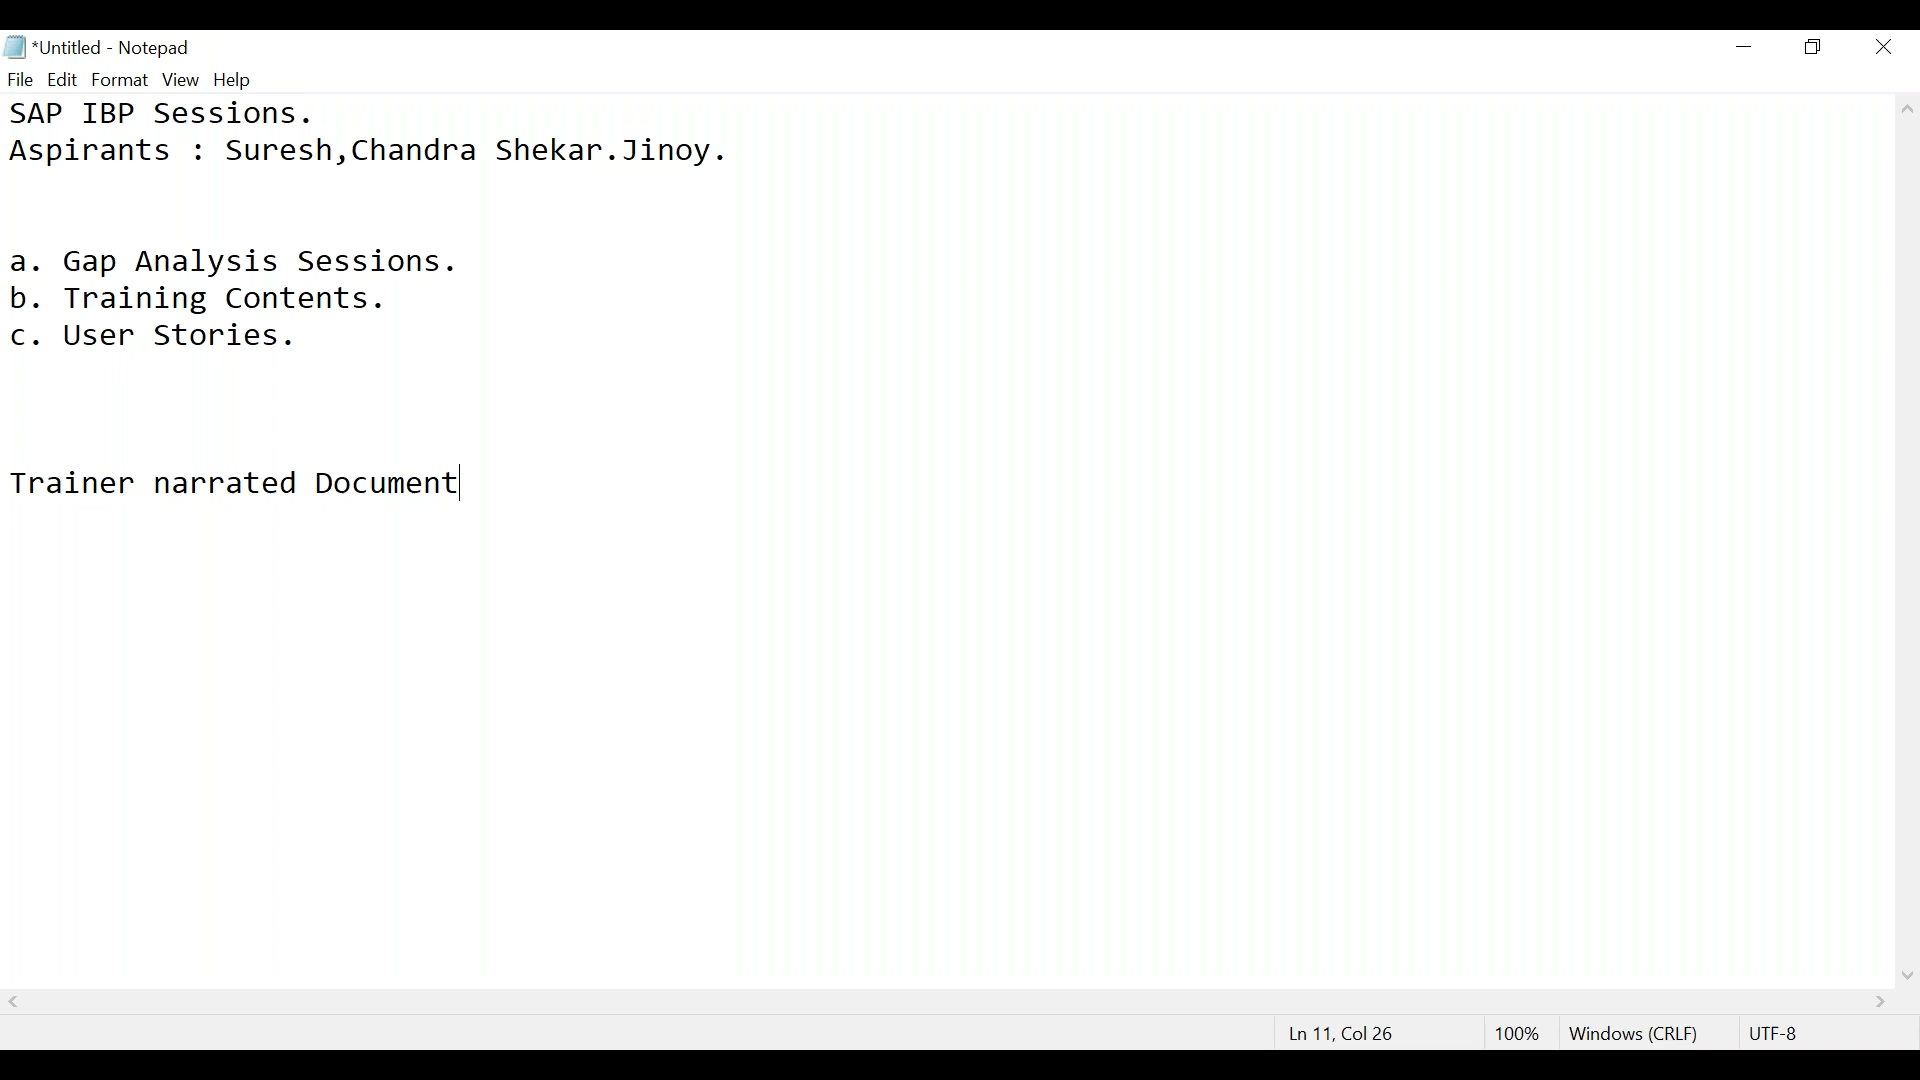 *Untitled - Notepad
File Edit Format View Help
SAP IBP Sessions.
Aspirants : Suresh,Chandra Shekar.Jinoy.
a. Gap Analysis Sessions.
b. Training Contents.
c. User Stories.
Trainer narrated Document
Ln 11, Col 26 100% Windows (CRLF) UTF-8